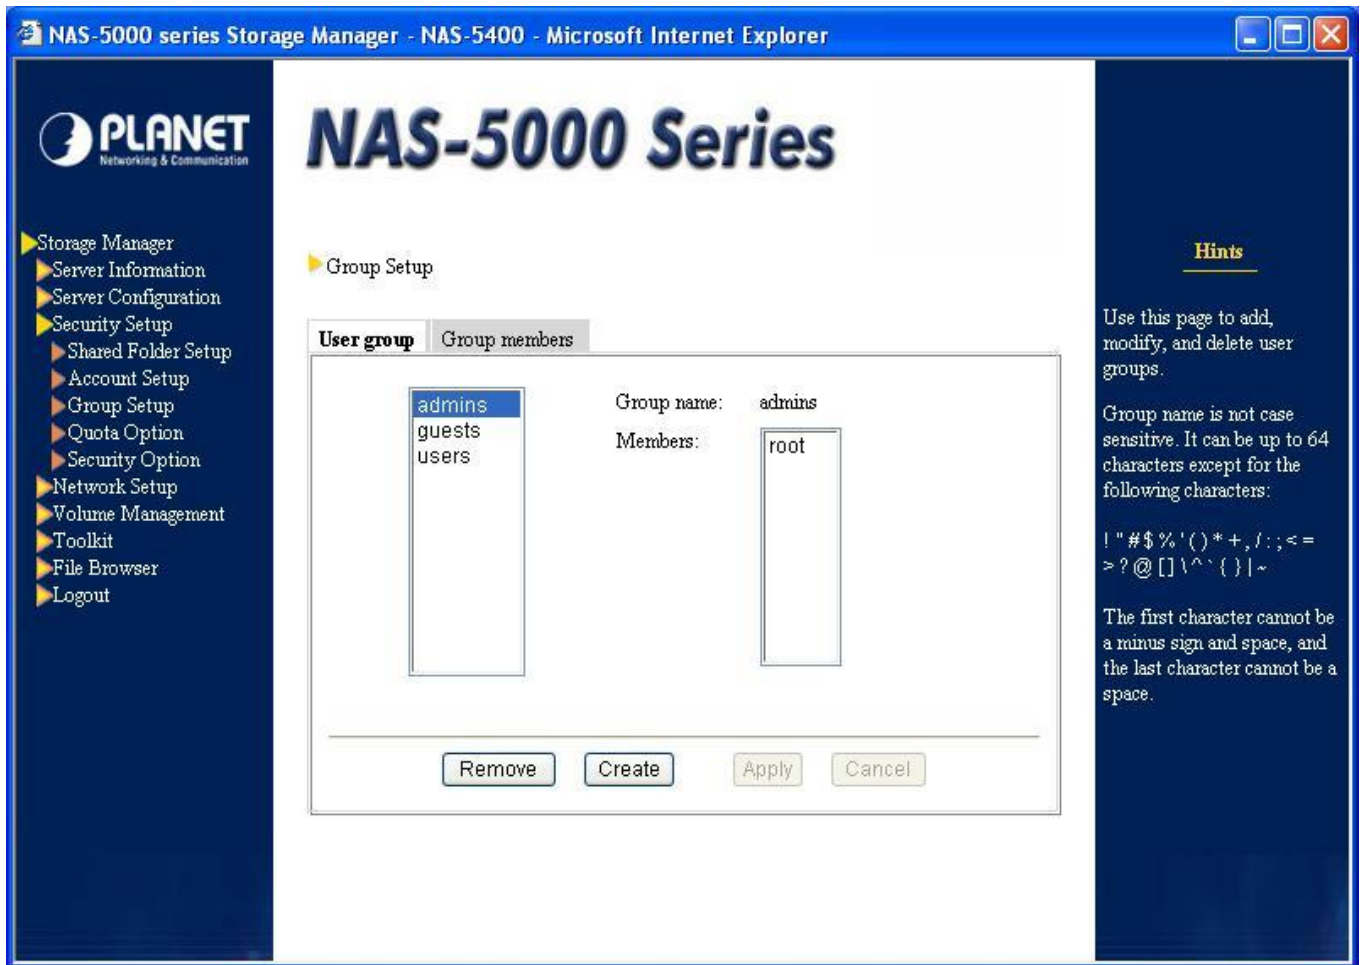 NAS-5000 series Storage Manager - NAS-5400 - Microsoft Internet Explorer
PLANET
Networking & Communication
NAS-5000 Series
Storage Manager
Server Information
Server Configuration
Security Setup
Shared Folder Setup
Account Setup
Group Setup
Quota Option
Security Option
Network Setup
Volume Management
Toolkit
File Browser
Logout
Group Setup
User group
Group members
admins
guests
users
Group name: admins
Members:
root
Remove
Create
Apply
Cancel
Hints
Use this page to add,
modify, and delete user
groups.
Group name is not case
sensitive. It can be up to 64
characters except for the
following characters:
! " # $ % ' ( ) * + , / : ; < =
> ? @ [ ] \ ^ ` { } | ~
The first character cannot be
a minus sign and space, and
the last character cannot be a
space.